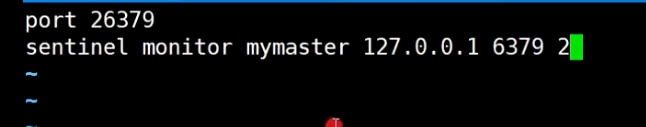 port 26379
sentinel monitor mymaster 127.0.0.1 6379 2
~
~
~